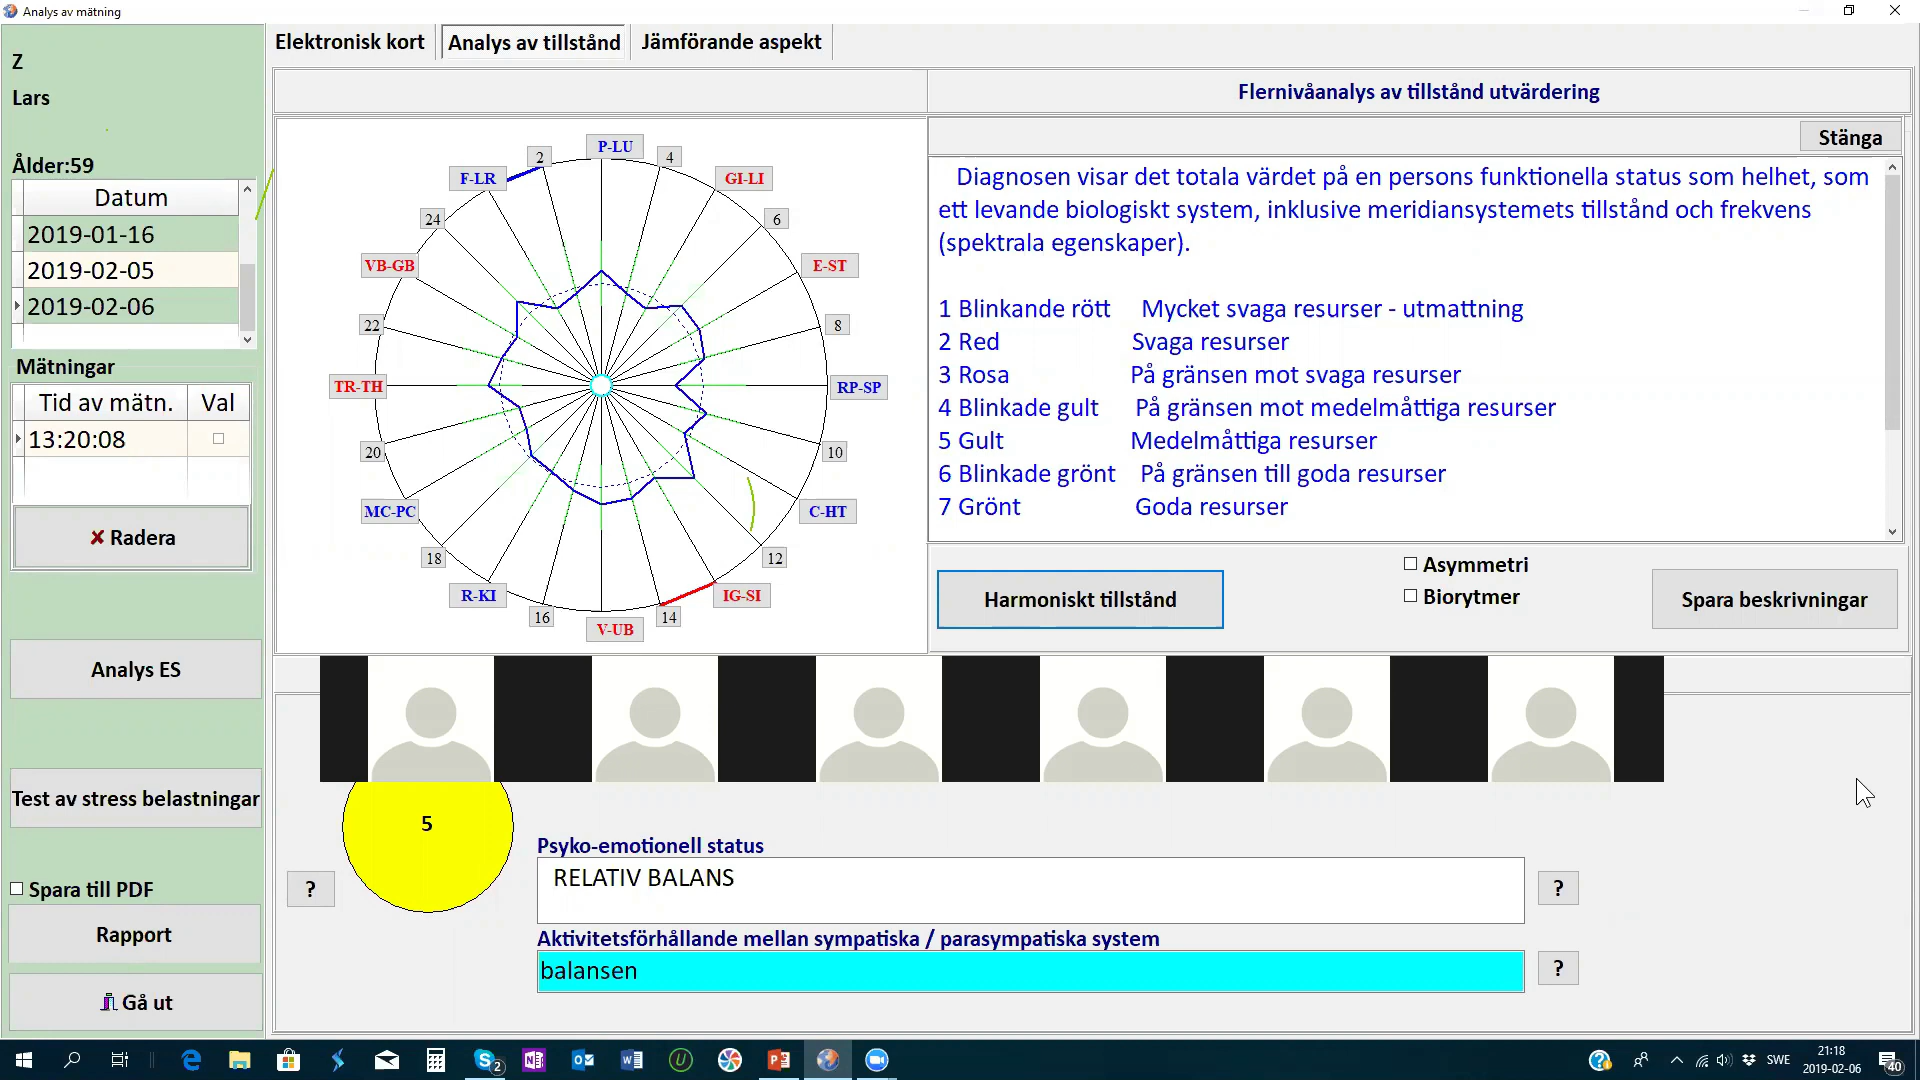 Analys av mätning
Elektronisk kort
Analys av tillstånd
Jämförande aspekt
Z
Lars
Ålder:59
Datum
2019-01-16
2019-02-05
2019-02-06
Mätningar
Tid av mätn. Val
13:20:08
✘ Radera
Analys ES
Test av stress belastningar
Spara till PDF
Rapport
Gå ut
P-LU
4
GI-LI
6
E-ST
8
RP-SP
10
C-HT
12
IG-SI
14
V-UB
16
R-KI
18
MC-PC
20
TR-TH
22
VB-GB
24
F-LR
2
Flernivåanalys av tillstånd utvärdering
Stänga
Diagnosen visar det totala värdet på en persons funktionella status som helhet, som
ett levande biologiskt system, inklusive meridiansystemets tillstånd och frekvens
(spektrala egenskaper).
1 Blinkande rött Mycket svaga resurser - utmattning
2 Red Svaga resurser
3 Rosa På gränsen mot svaga resurser
4 Blinkade gult På gränsen mot medelmåttiga resurser
5 Gult Medelmåttiga resurser
6 Blinkade grönt På gränsen till goda resurser
7 Grönt Goda resurser
Harmoniskt tillstånd
Asymmetri
Biorytmer
Spara beskrivningar
5
?
Psyko-emotionell status
RELATIV BALANS
?
Aktivitetsförhållande mellan sympatiska / parasympatiska system
balansen
?
2
SWE
21:18
2019-02-06
40